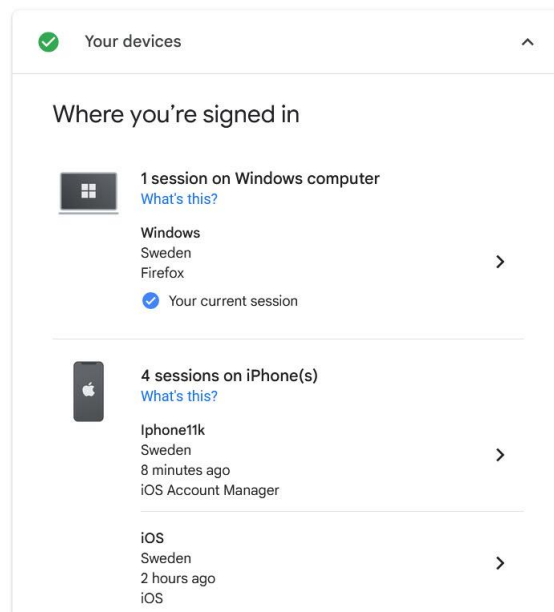 Your devices
Where you’re signed in
1 session on Windows computer
What's this?
Windows
Sweden
Firefox
Your current session
4 sessions on iPhone(s)
What's this?
Iphone11k
Sweden
8 minutes ago
iOS Account Manager
iOS
Sweden
2 hours ago
iOS